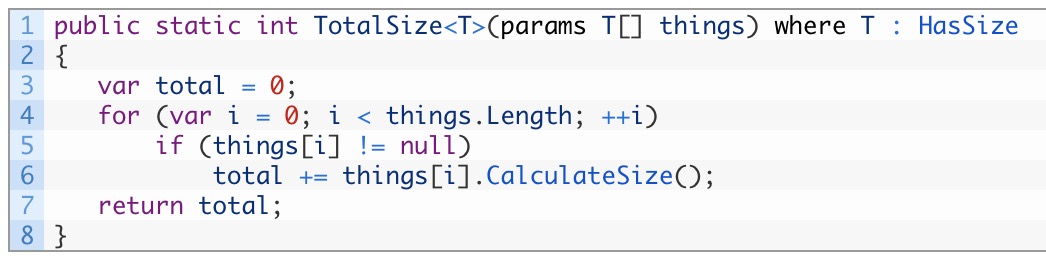 1 public static int TotalSize<T>(params T[] things) where T : HasSize
2 {
3    var total = 0;
4    for (var i = 0; i < things.Length; ++i)
5        if (things[i] != null)
6            total += things[i].CalculateSize();
7    return total;
8 }